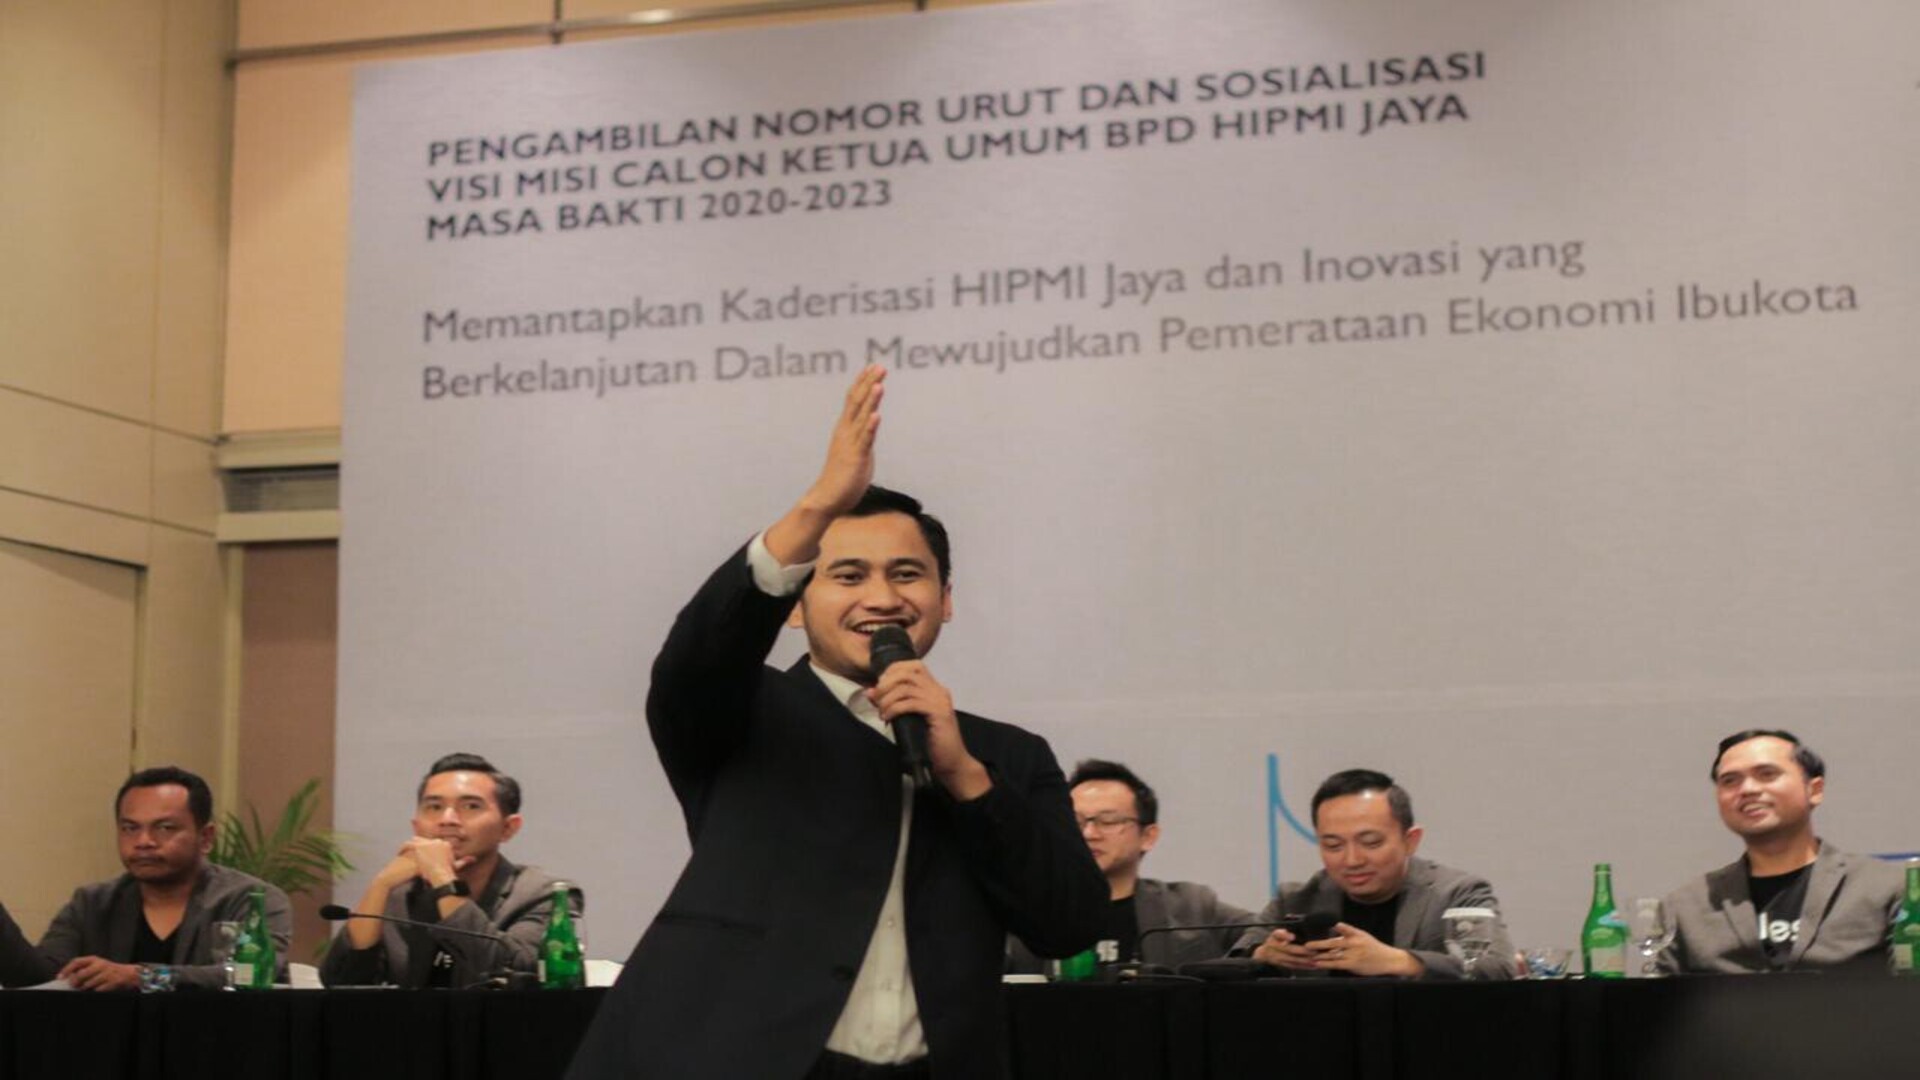 PENGAMBILAN NOMOR URUT DAN SOSIALISASI
VISI MISI CALON KETUA UMUM BPD HIPMI JAYA
MASA BAKTI 2020-2023
Memantapkan Kaderisasi HIPMI Jaya dan Inovasi yang
Berkelanjutan Dalam Mewujudkan Pemerataan Ekonomi Ibukota